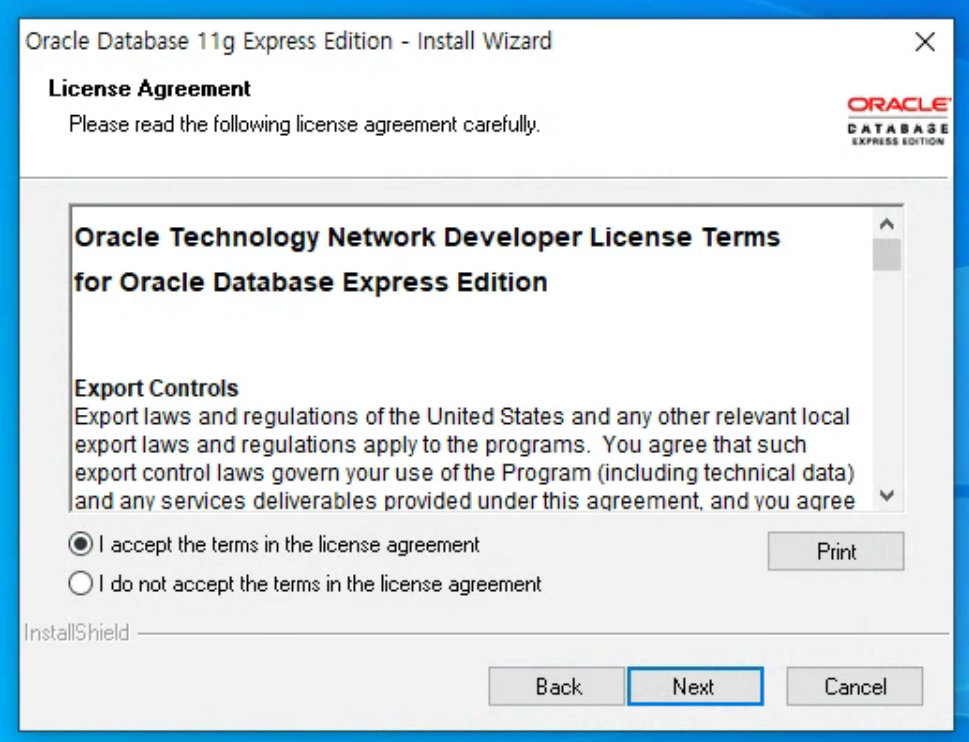 Oracle Database 11g Express Edition - Install Wizard
License Agreement
Please read the following license agreement carefully.
ORACLE
DATABASE
EXPRESS EDITION
Oracle Technology Network Developer License Terms
for Oracle Database Express Edition
Export Controls
Export laws and regulations of the United States and any other relevant local
export laws and regulations apply to the programs.  You agree that such
export control laws govern your use of the Program (including technical data)
and any services deliverables provided under this agreement, and you agree
I accept the terms in the license agreement
Print
I do not accept the terms in the license agreement
InstallShield
Back
Next
Cancel